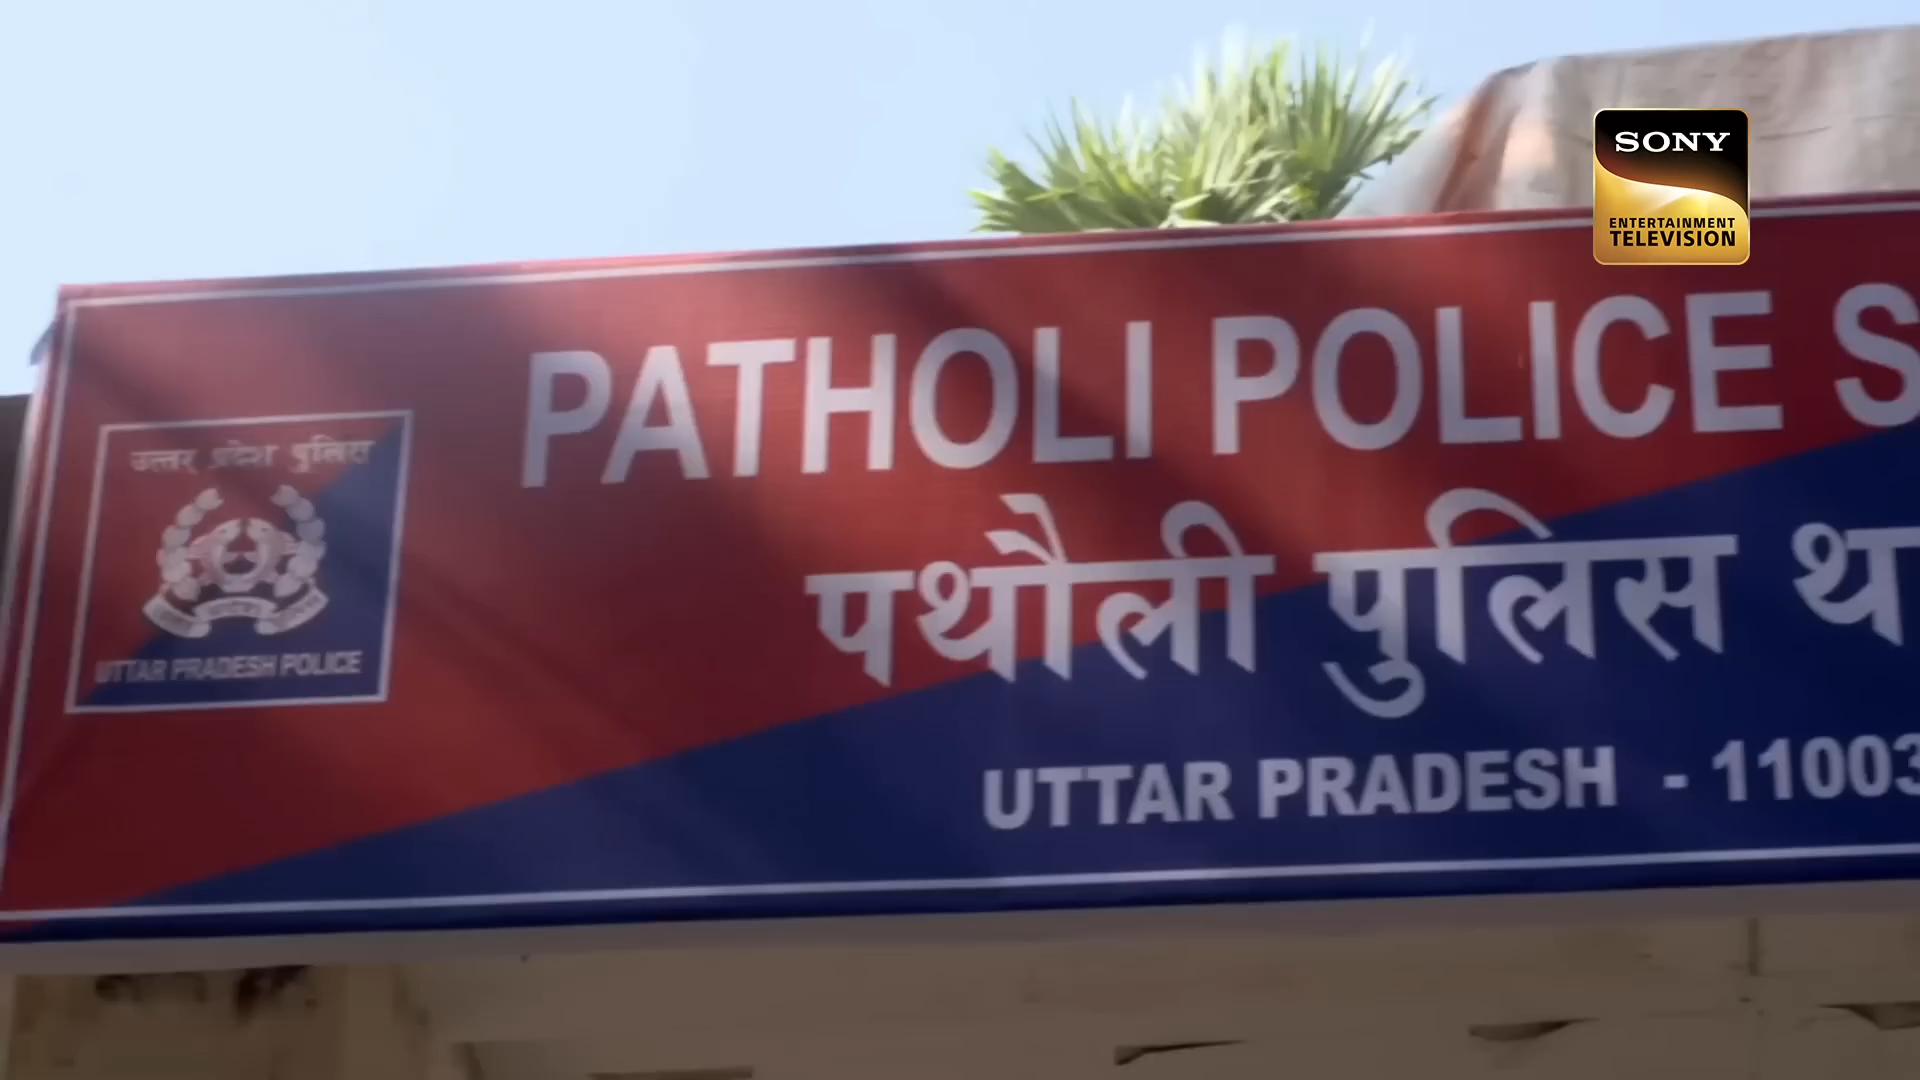 SONY
ENTERTAINMENT
TELEVISION
PATHOLI POLICE S
पथौली पुलिस था
UTTAR PRADESH - 11003
उत्तर प्रदेश पुलिस
UTTAR PRADESH POLICE